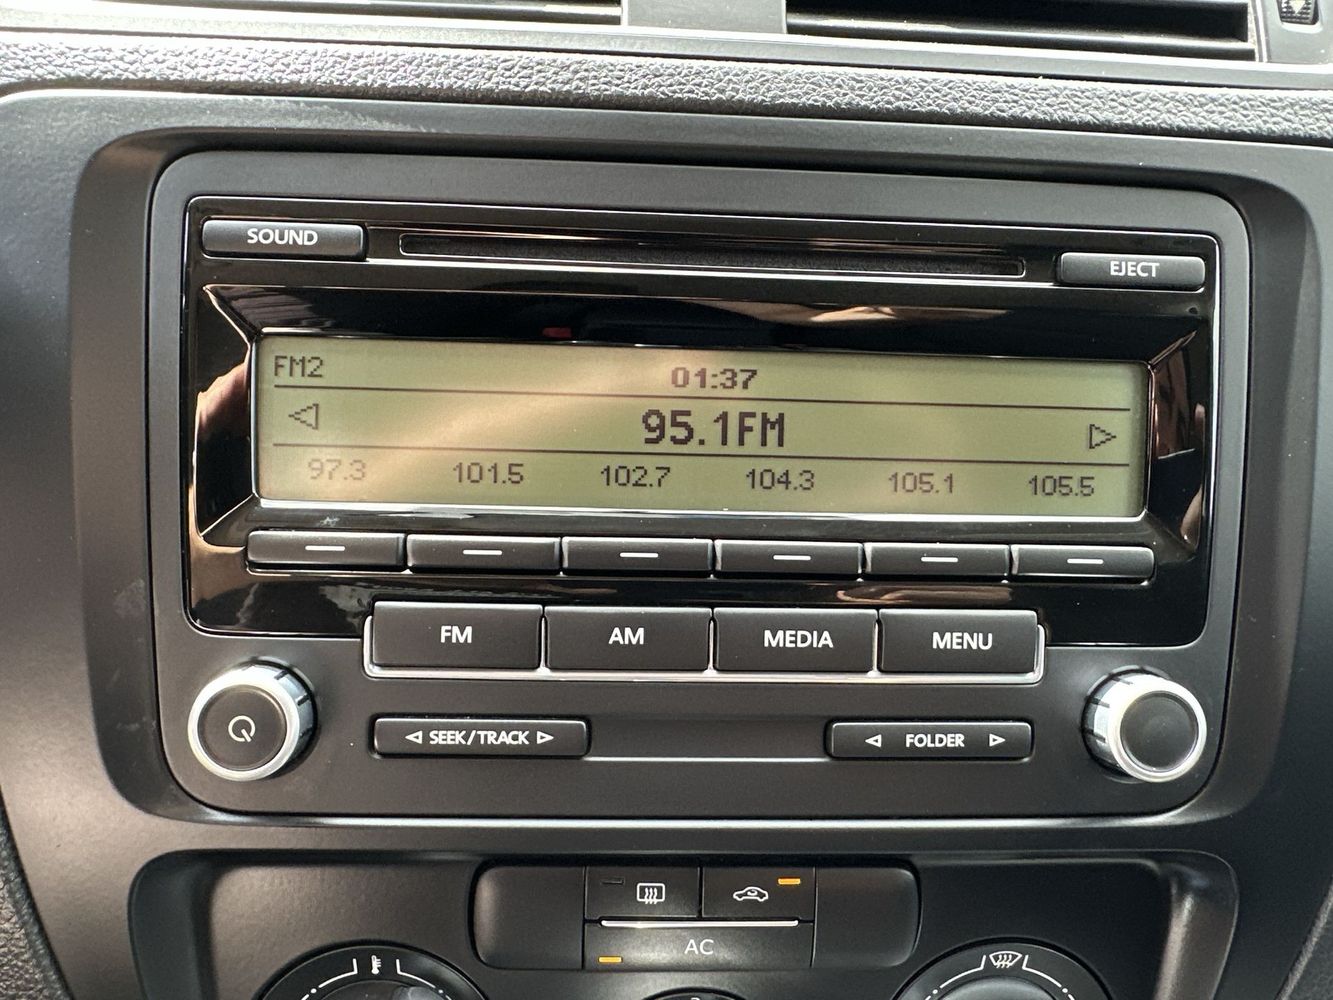 SOUND
EJECT
FM2
01:37
95.1FM
97.3 101.5 102.7 104.3 105.1 105.5
FM AM MEDIA MENU
SEEK/TRACK FOLDER
AC